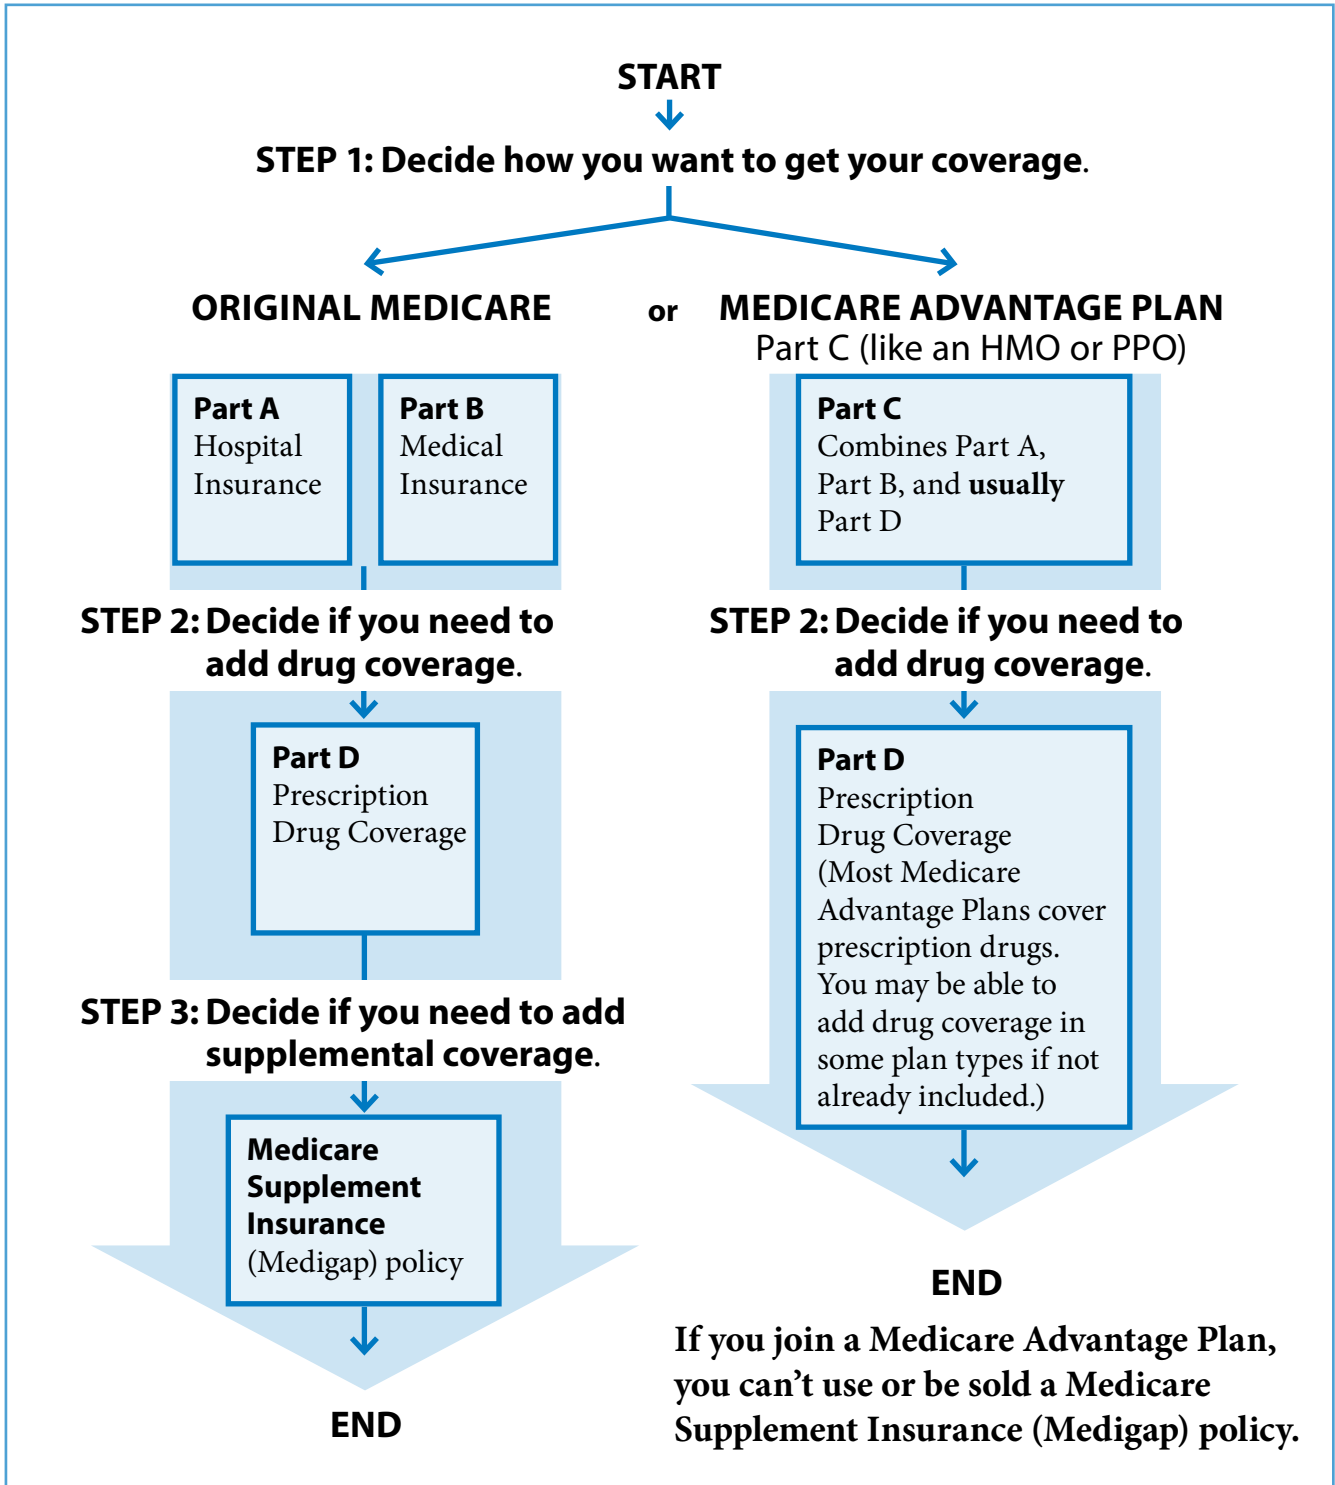 START
STEP 1: Decide how you want to get your coverage.
ORIGINAL MEDICARE or MEDICARE ADVANTAGE PLAN
Part C (like an HMO or PPO)
Part A
Hospital
Insurance
Part B
Medical
Insurance
STEP 2: Decide if you need to
add drug coverage.
Part D
Prescription
Drug Coverage
STEP 3: Decide if you need to add
supplemental coverage.
Medicare
Supplement
Insurance
(Medigap) policy
END
Part C
Combines Part A,
Part B, and usually
Part D
STEP 2: Decide if you need to
add drug coverage.
Part D
Prescription
Drug Coverage
(Most Medicare
Advantage Plans cover
prescription drugs.
You may be able to
add drug coverage in
some plan types if not
already included.)
END
If you join a Medicare Advantage Plan,
you can’t use or be sold a Medicare
Supplement Insurance (Medigap) policy.